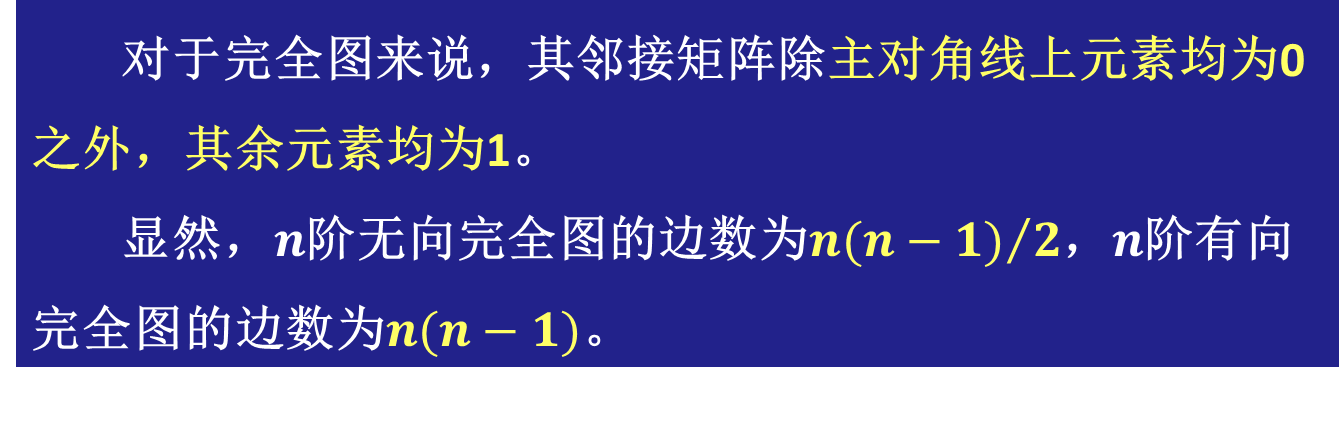 对于完全图来说，其邻接矩阵除主对角线上元素均为0
之外，其余元素均为1。
显然，n阶无向完全图的边数为n(n − 1)/2，n阶有向
完全图的边数为n(n − 1)。